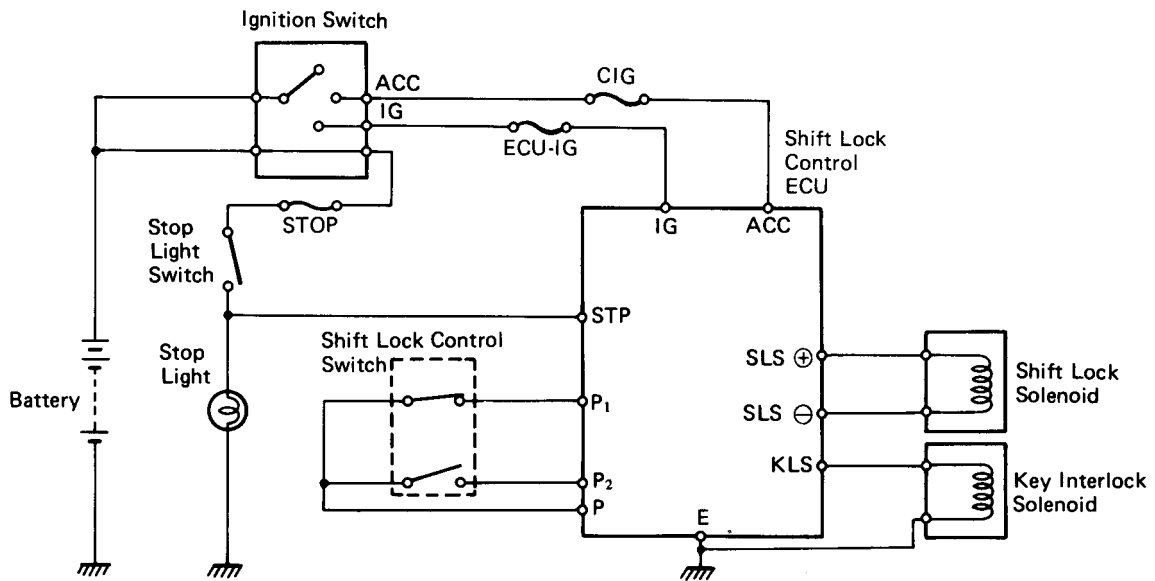 Ignition Switch
ACC
IG
CIG
ECU-IG
Shift Lock
Control
ECU
STOP
IG
ACC
Stop
Light
Switch
STP
Shift Lock Control
Switch
Stop
Light
SLS ⊕
Shift Lock
Solenoid
Battery
P1
SLS ⊖
KLS
Key Interlock
Solenoid
P2
P
E